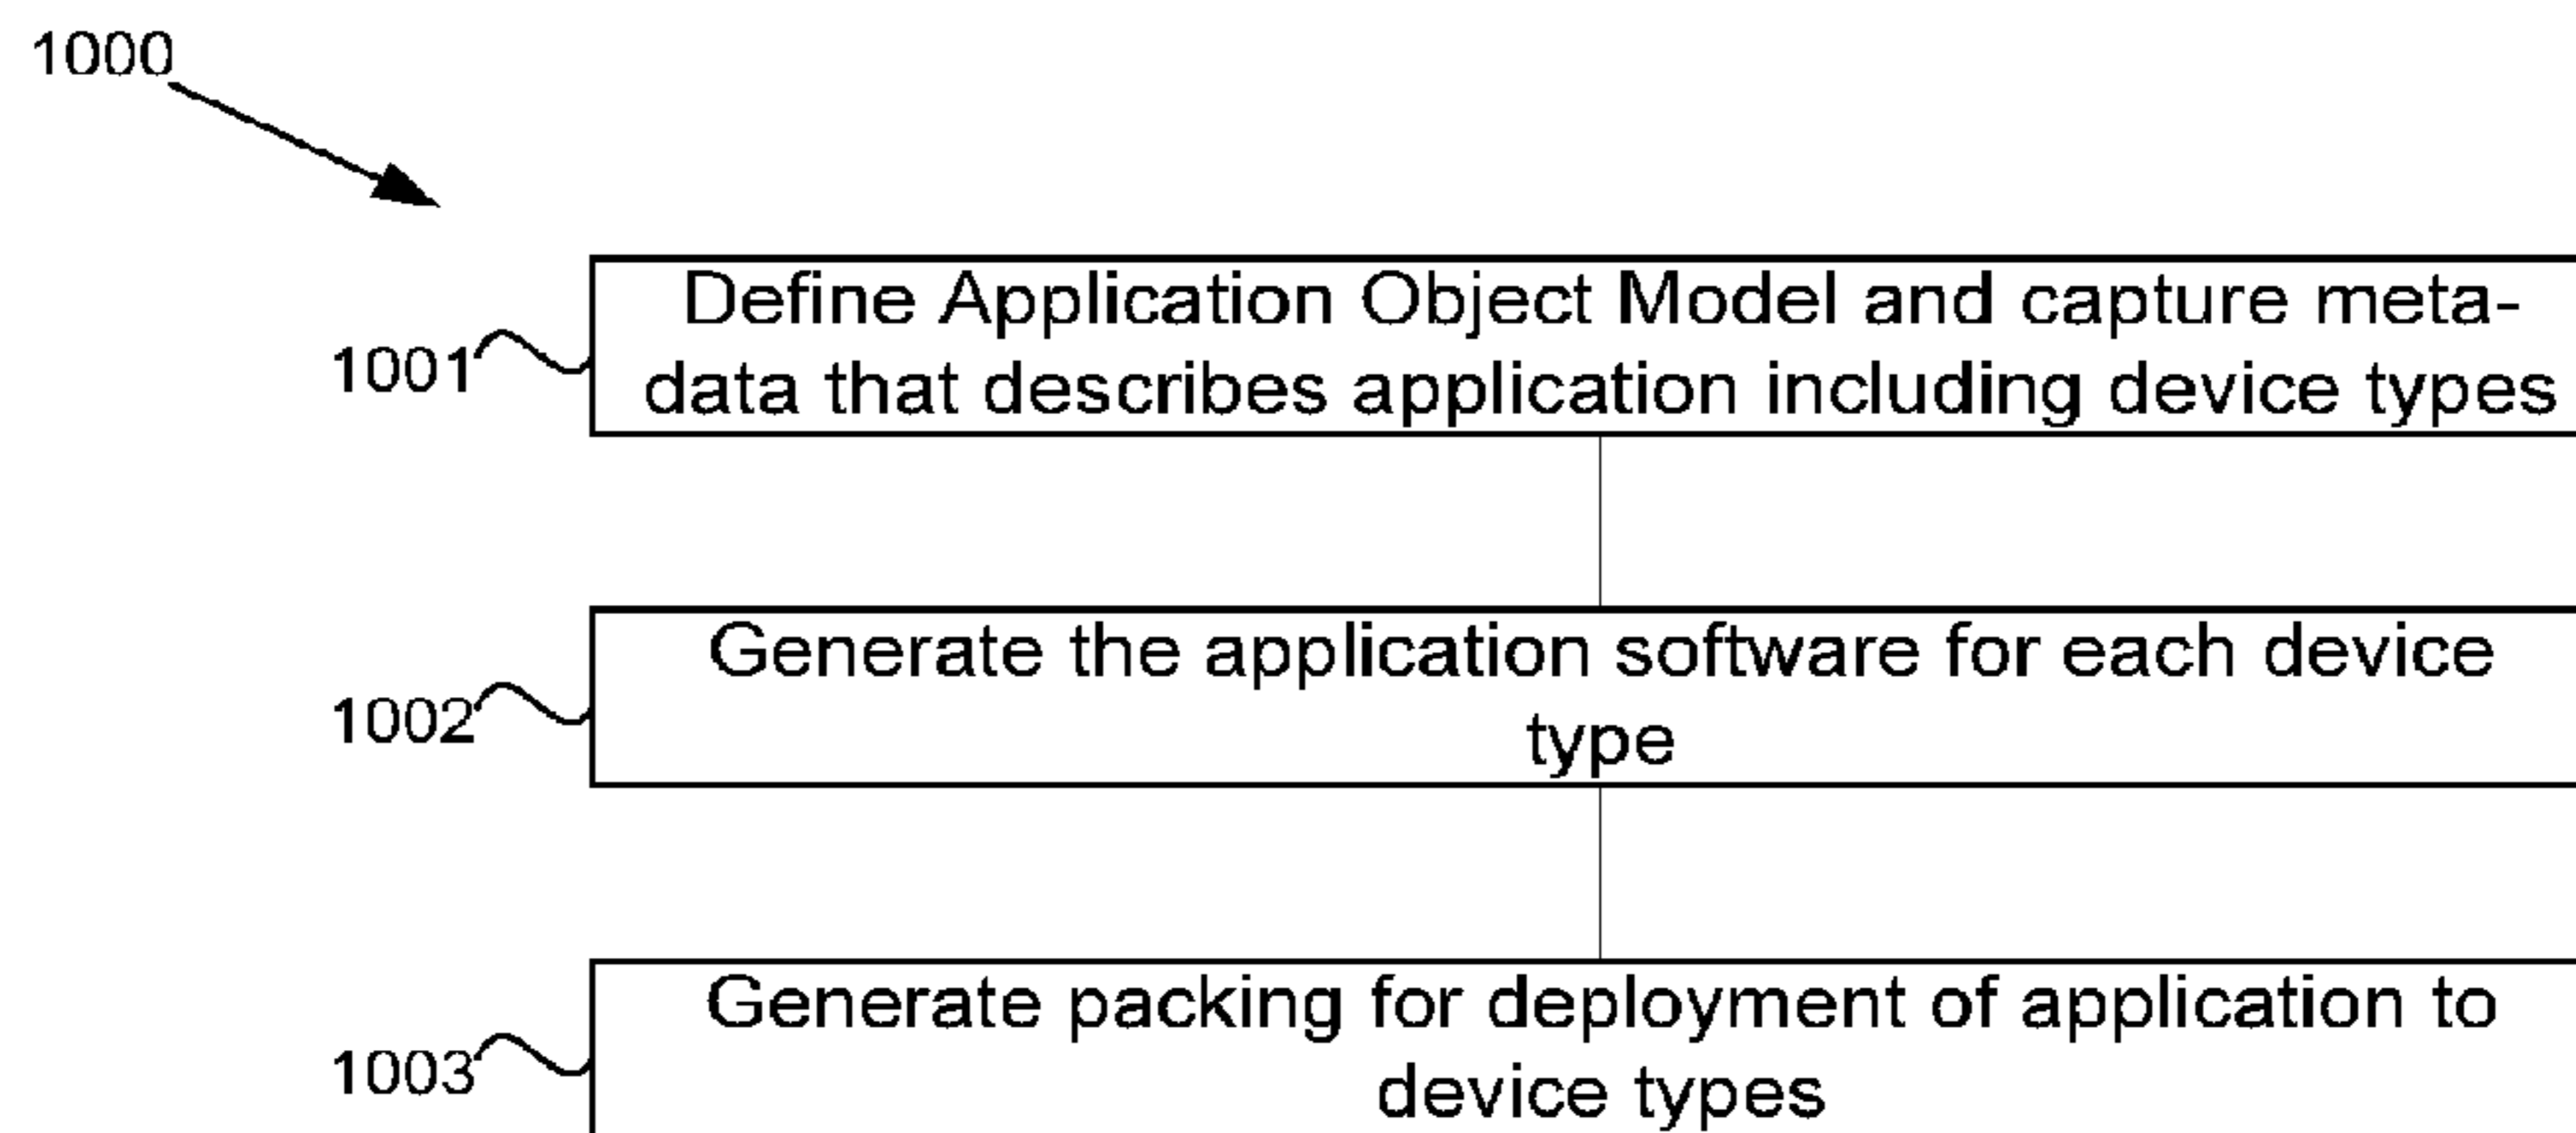 1000
Define Application Object Model and capture meta-
1001
data that describes application including device types
Generate the application software for each device
1002
type
Generate packing for deployment of application to
1003
device types